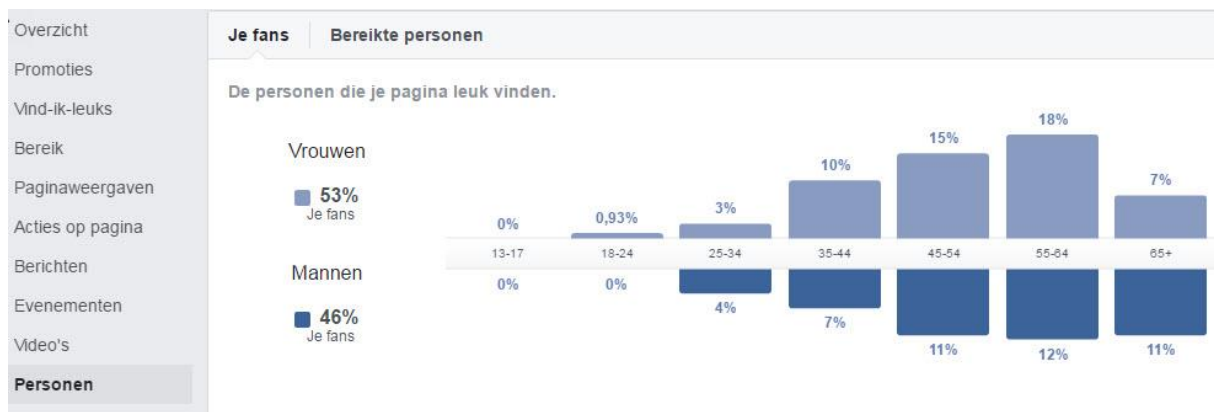 Overzicht
Promoties
Vind-ik-leuks
Bereik
Paginaweergaven
Acties op pagina
Berichten
Evenementen
Video's
Personen
Je fans Bereikte personen
De personen die je pagina leuk vinden.
Vrouwen
53%
Je fans
0% 0,93% 3% 10% 15% 18% 7%
13-17 18-24 25-34 35-44 45-54 55-64 65+
Mannen
46%
Je fans
0% 0% 4% 7% 11% 12% 11%